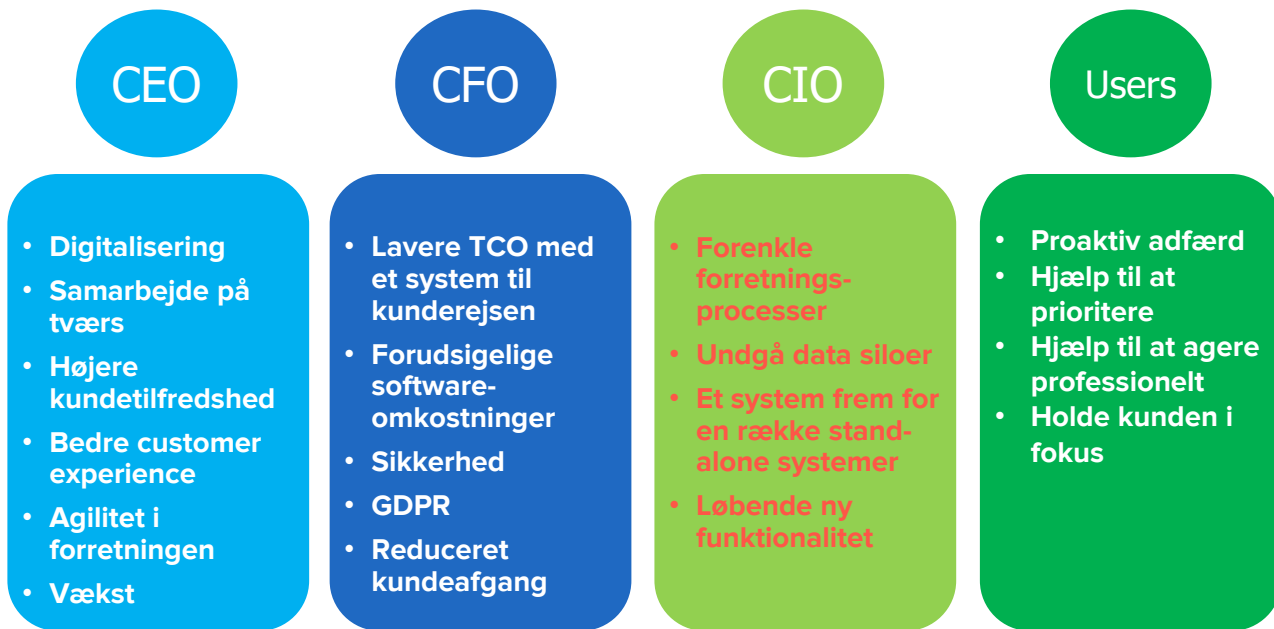 CEO
• Digitalisering
• Samarbejde på
tværs
• Højere
kundetilfredshed
• Bedre customer
experience
• Agilitet i
forretningen
• Vækst
CFO
• Lavere TCO med
et system til
kunderejsen
• Forudsigelige
software-
omkostninger
• Sikkerhed
• GDPR
• Reduceret
kundeafgang
CIO
• Forenkle
forretnings-
processer
• Undgå data siloer
• Et system frem for
en række stand-
alone systemer
• Løbende ny
funktionalitet
Users
• Proaktiv adfærd
• Hjælp til at
prioritere
• Hjælp til at agere
professionelt
• Holde kunden i
fokus